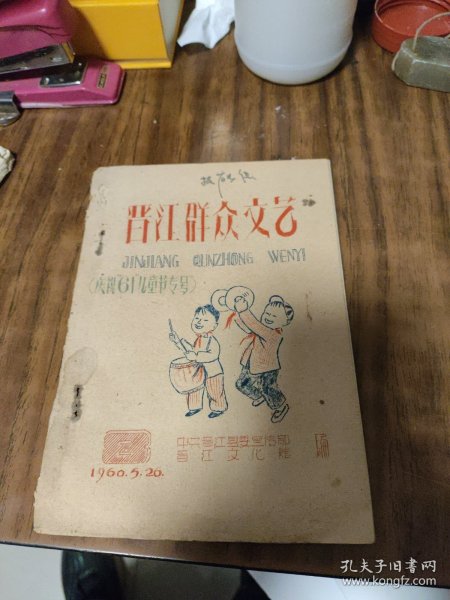 晋江群众文艺
JINJIANG QUNZHONG WENYI
(庆祝61儿童节专号)
中共晋江县委宣传部
晋江文化馆
编
1960.5.20.
孔夫子旧书网
www.kongfz.com